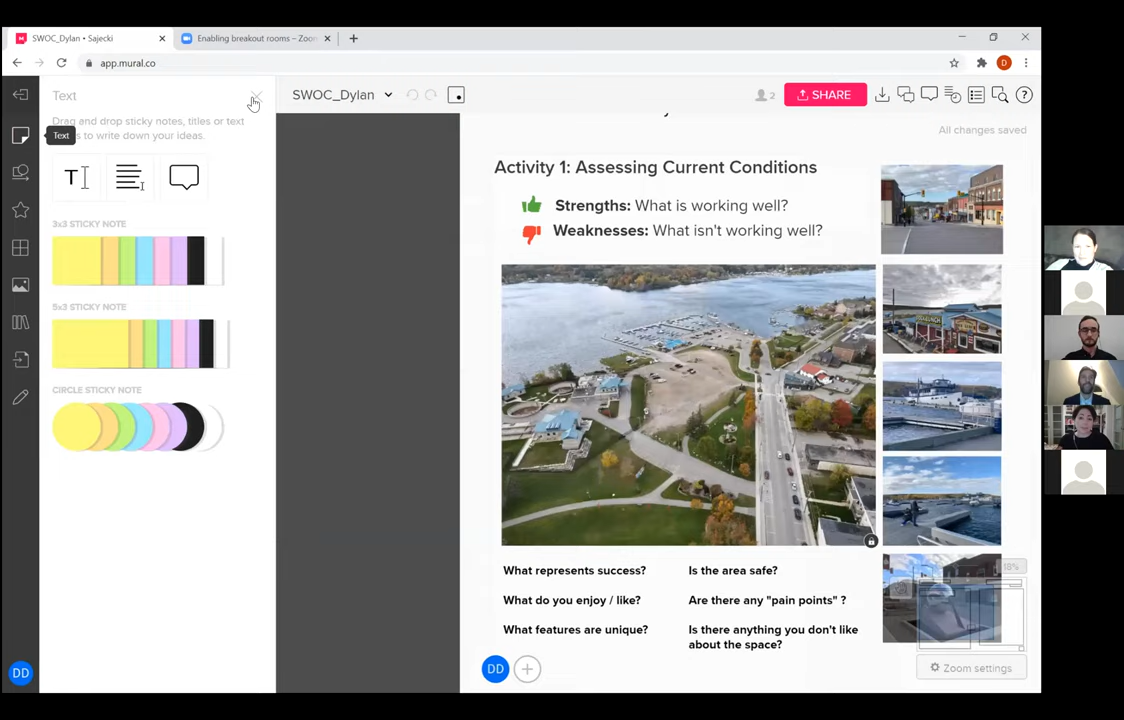 SWOC_Dylan • Sajecki
Enabling breakout rooms – Zoo
app.mural.co
Text
SWOC_Dylan
2
SHARE
Drag and drop sticky notes, titles or text
to write down your ideas.
Text
All changes saved
T
3x3 STICKY NOTE
5x3 STICKY NOTE
CIRCLE STICKY NOTE
Activity 1: Assessing Current Conditions
Strengths: What is working well?
Weaknesses: What isn't working well?
What represents success?
Is the area safe?
What do you enjoy / like?
Are there any "pain points" ?
What features are unique?
Is there anything you don't like
about the space?
18%
Zoom settings
DD
DD
D